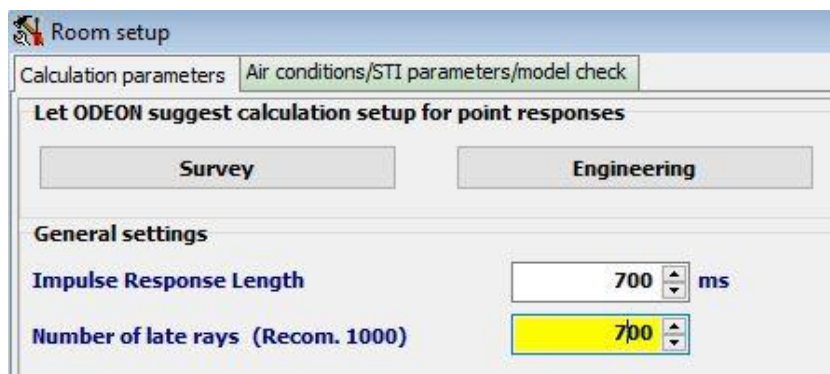 Room setup
Calculation parameters Air conditions/STI parameters/model check
Let ODEON suggest calculation setup for point responses
Survey Engineering
General settings
Impulse Response Length 700 ms
Number of late rays (Recom. 1000) 700